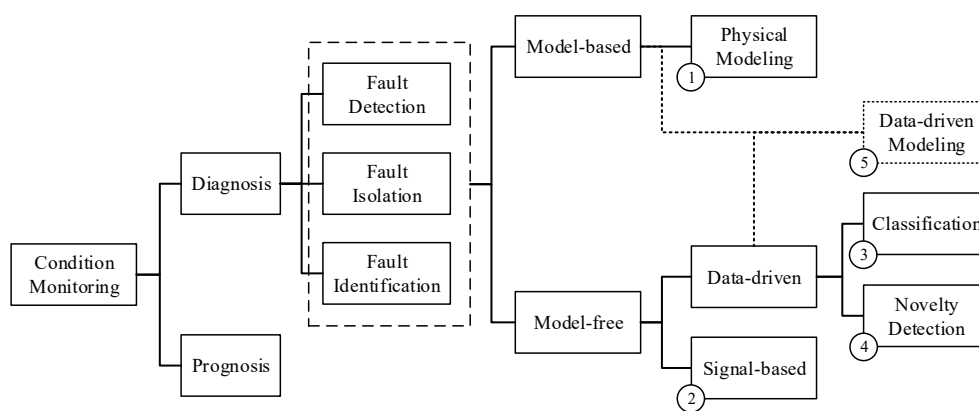 Condition
Monitoring
Diagnosis
Prognosis
Fault
Detection
Fault
Isolation
Fault
Identification
Model-based
Model-free
Physical
Modeling
1
Data-driven
Modeling
5
Data-driven
Signal-based
2
Classification
3
Novelty
Detection
4